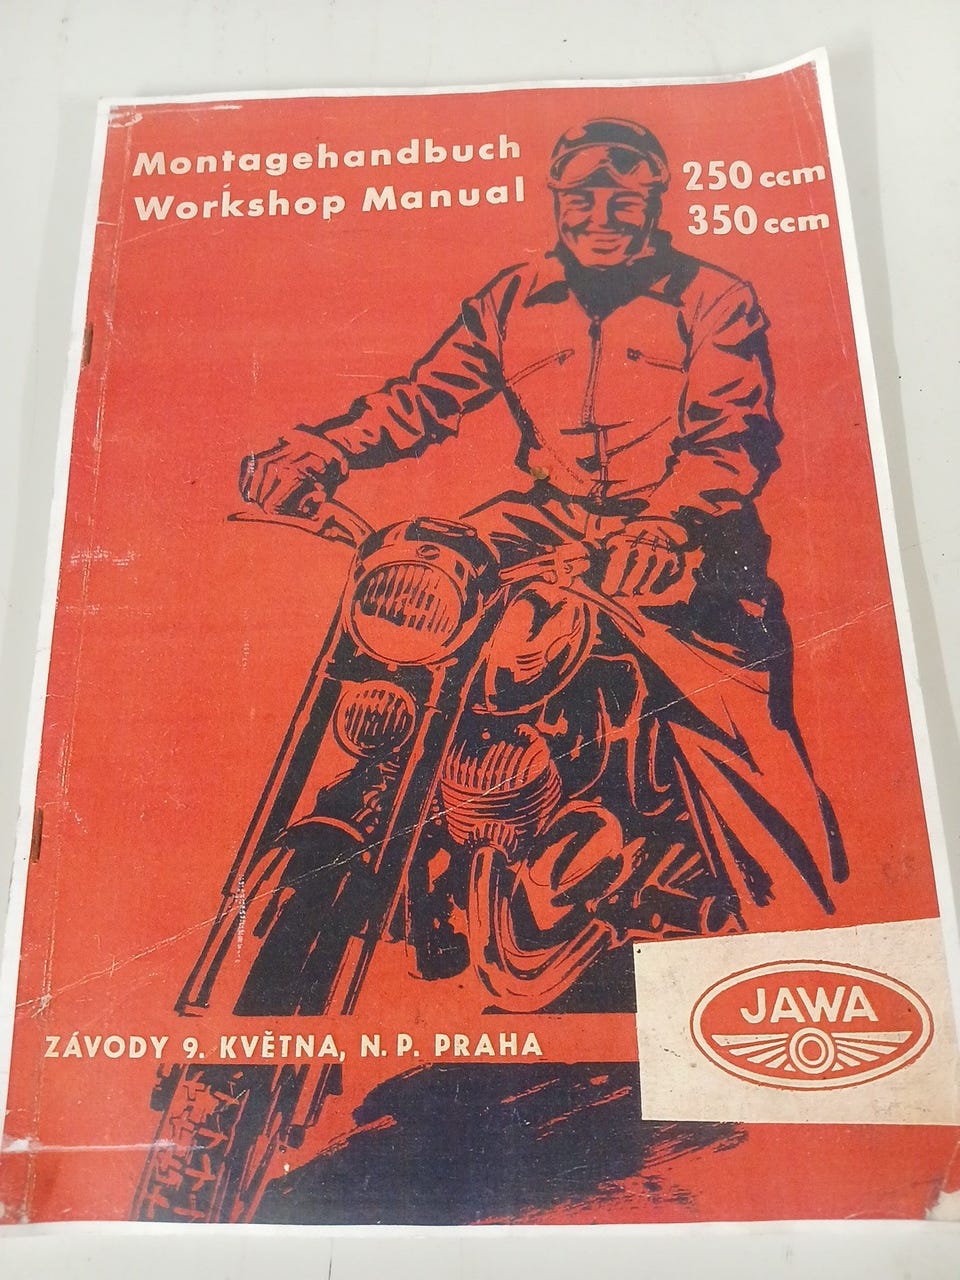 Montagehandbuch
Workshop Manual
250 ccm
350 ccm
ZÁVODY 9. KVĚTNA, N. P. PRAHA
JAWA